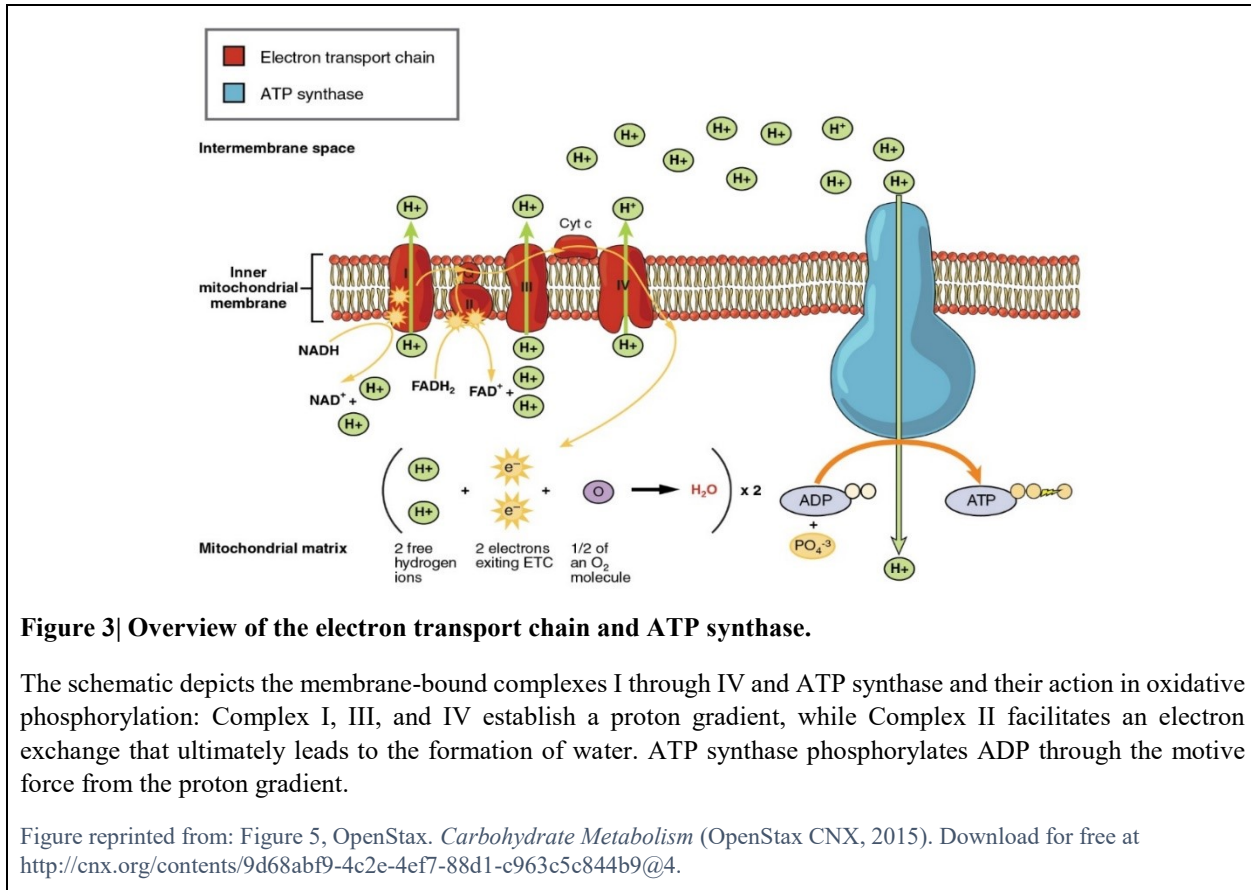 Electron transport chain
ATP synthase
Intermembrane space
H+ H+ H+ H+ H+ H+
H+ H+ H+ H+ H+
H+ H+ H+
Cyt c
Inner
mitochondrial
membrane
I
Q
II
III
IV
NADH
H+
H+
H+
FADH₂
FAD⁺ +
H+
H+
NAD⁺ +
H+
H+
H+
H+ e⁻
+ + O H₂O x 2
H+ e⁻
ADP
+
PO₄⁻³
ATP
Mitochondrial matrix
2 free
hydrogen
ions
2 electrons
exiting ETC
1/2 of
an O₂
molecule
H+
Figure 3| Overview of the electron transport chain and ATP synthase.
The schematic depicts the membrane-bound complexes I through IV and ATP synthase and their action in oxidative
phosphorylation: Complex I, III, and IV establish a proton gradient, while Complex II facilitates an electron
exchange that ultimately leads to the formation of water. ATP synthase phosphorylates ADP through the motive
force from the proton gradient.
Figure reprinted from: Figure 5, OpenStax. Carbohydrate Metabolism (OpenStax CNX, 2015). Download for free at
http://cnx.org/contents/9d68abf9-4c2e-4ef7-88d1-c963c5c844b9@4.